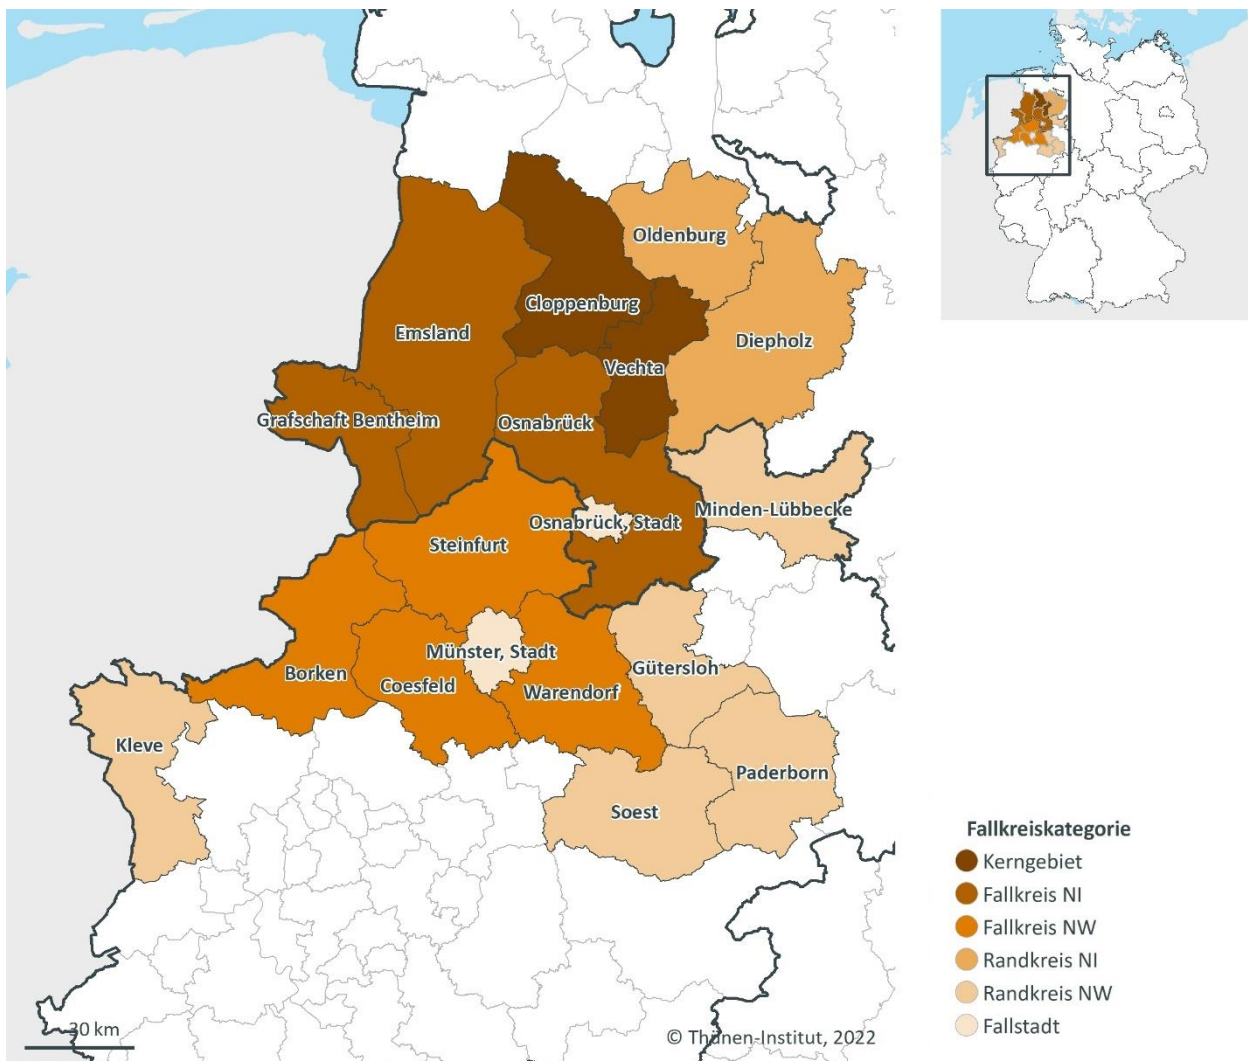 Oldenburg
Cloppenburg
Emsland
Diepholz
Vechta
Grafschaft Bentheim
Osnabrück
Minden-Lübbecke
Osnabrück, Stadt
Steinfurt
Münster, Stadt
Gütersloh
Borken
Coesfeld
Warendorf
Kleve
Paderborn
Soest
30 km
© Thünen-Institut, 2022
Fallkreiskategorie
Kerngebiet
Fallkreis NI
Fallkreis NW
Randkreis NI
Randkreis NW
Fallstadt